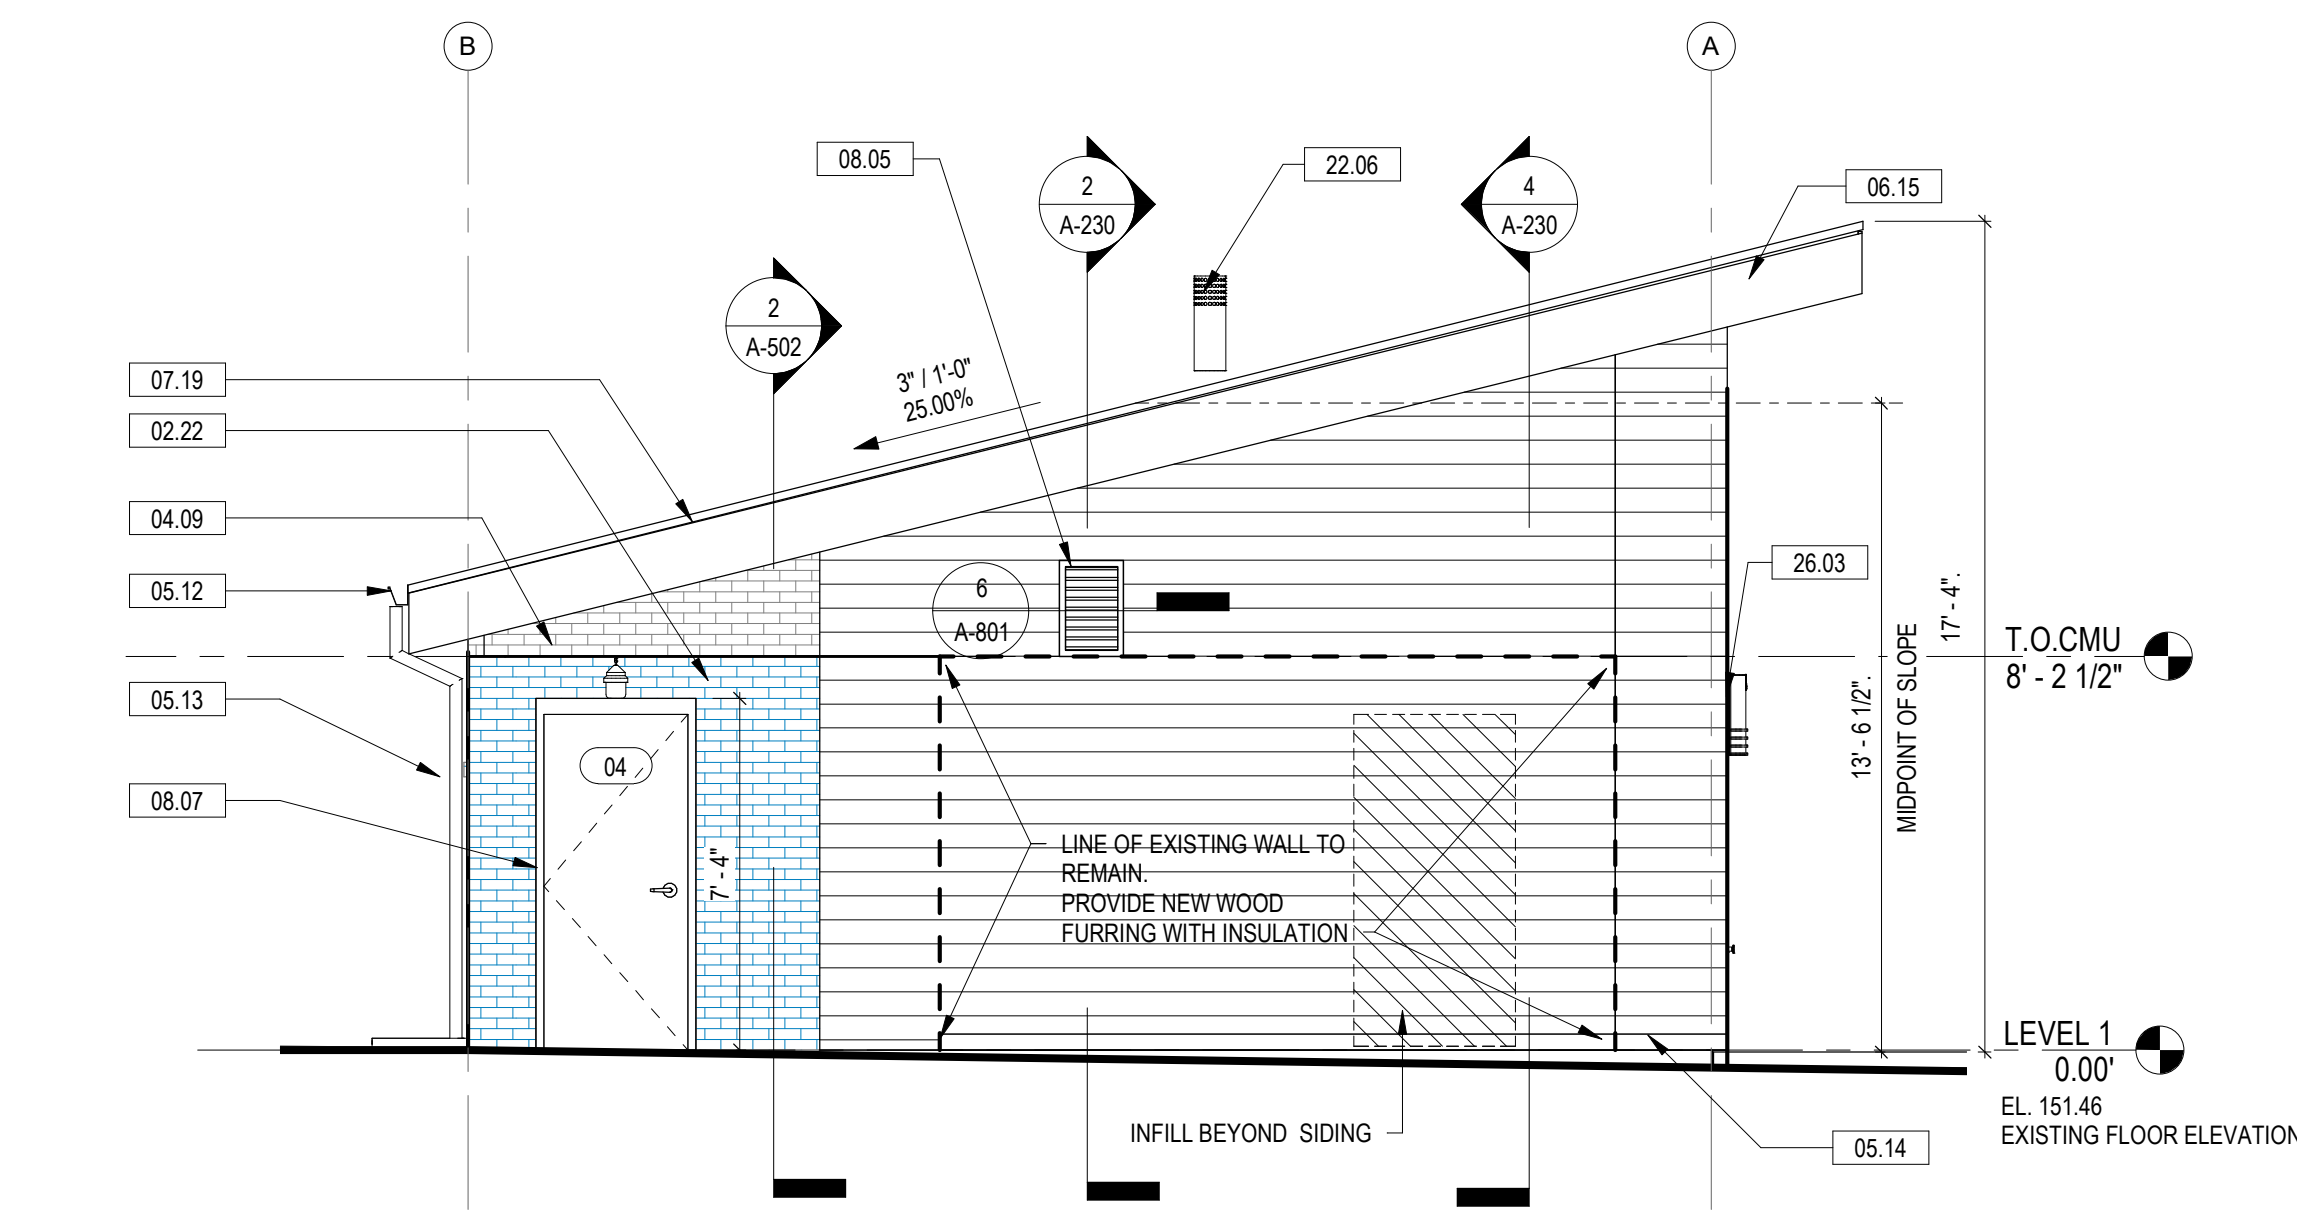 B
A
08.05
2
A-230
22.06
4
A-230
06.15
2
A-502
3" / 1'-0"
25.00%
07.19
02.22
04.09
05.12
05.13
08.07
6
A-801
26.03
04
7' - 4"
13' - 6 1/2".
MIDPOINT OF SLOPE
17' - 4".
T.O.CMU
8' - 2 1/2"
LINE OF EXISTING WALL TO
REMAIN.
PROVIDE NEW WOOD
FURRING WITH INSULATION
INFILL BEYOND SIDING
LEVEL 1
0.00'
EL. 151.46
EXISTING FLOOR ELEVATION
05.14